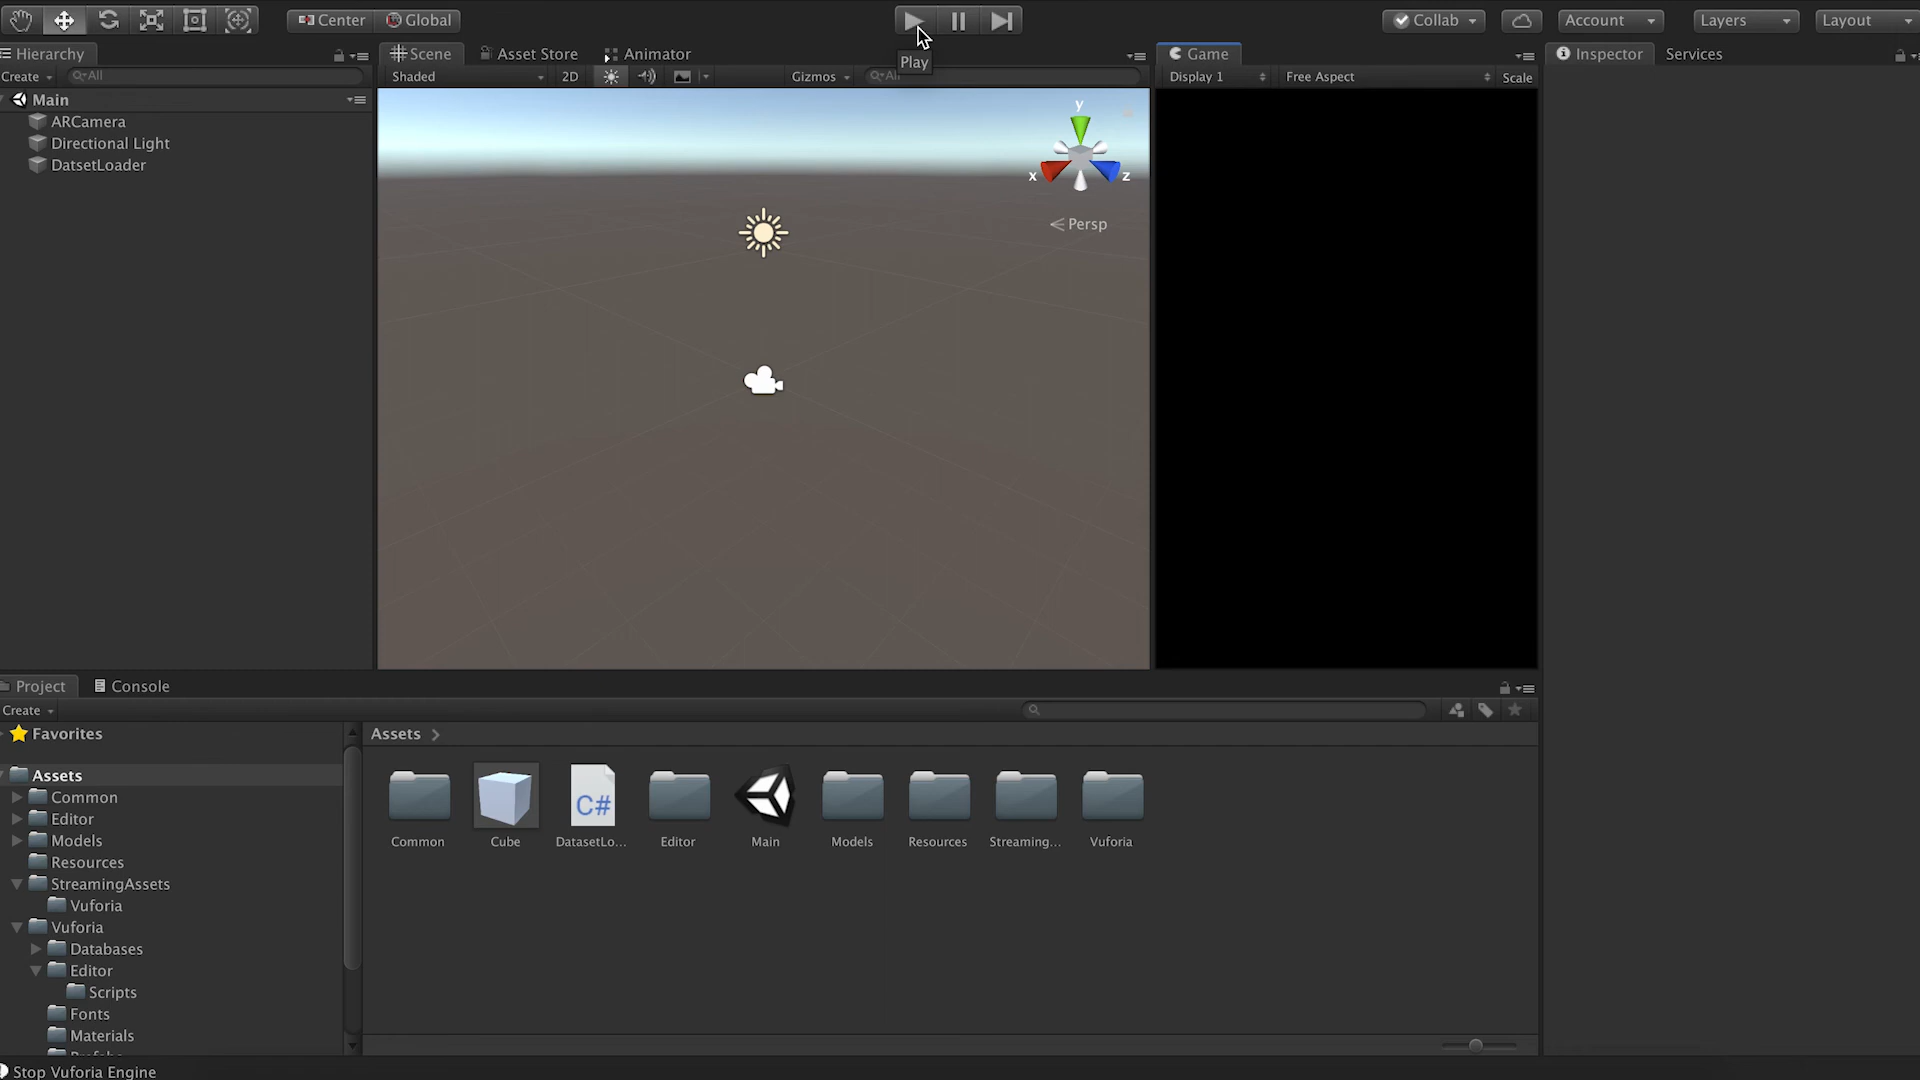 Center Global Collab Account Layers Layout
Hierarchy Scene Asset Store Animator Game Inspector Services
Create All Shaded 2D Gizmos All Play Display 1 Free Aspect Scale
Main
ARCamera
Directional Light
DatsetLoader
y
x z
Persp
Project Console
Create
Favorites
Assets
Assets
Common
Editor
Models
Resources
StreamingAssets
Vuforia
Vuforia
Databases
Editor
Scripts
Fonts
Materials
C#
Common Cube DatasetLo... Editor Main Models Resources Streaming... Vuforia
Stop Vuforia Engine